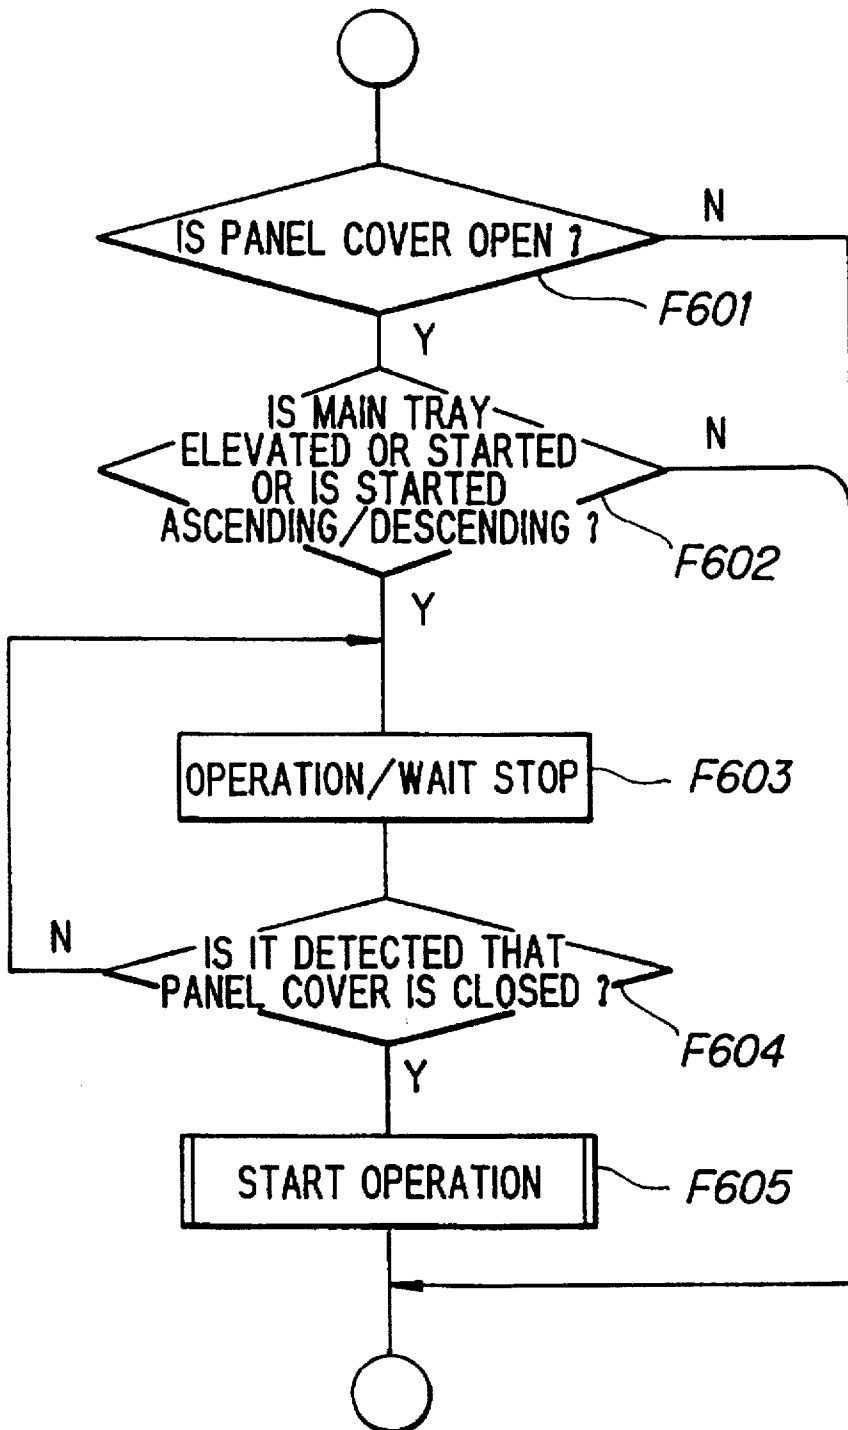 IS PANEL COVER OPEN ?
N
F601
Y
IS MAIN TRAY
ELEVATED OR STARTED
OR IS STARTED
ASCENDING/DESCENDING ?
N
F602
Y
OPERATION/WAIT STOP
F603
N
IS IT DETECTED THAT
PANEL COVER IS CLOSED ?
F604
Y
START OPERATION
F605